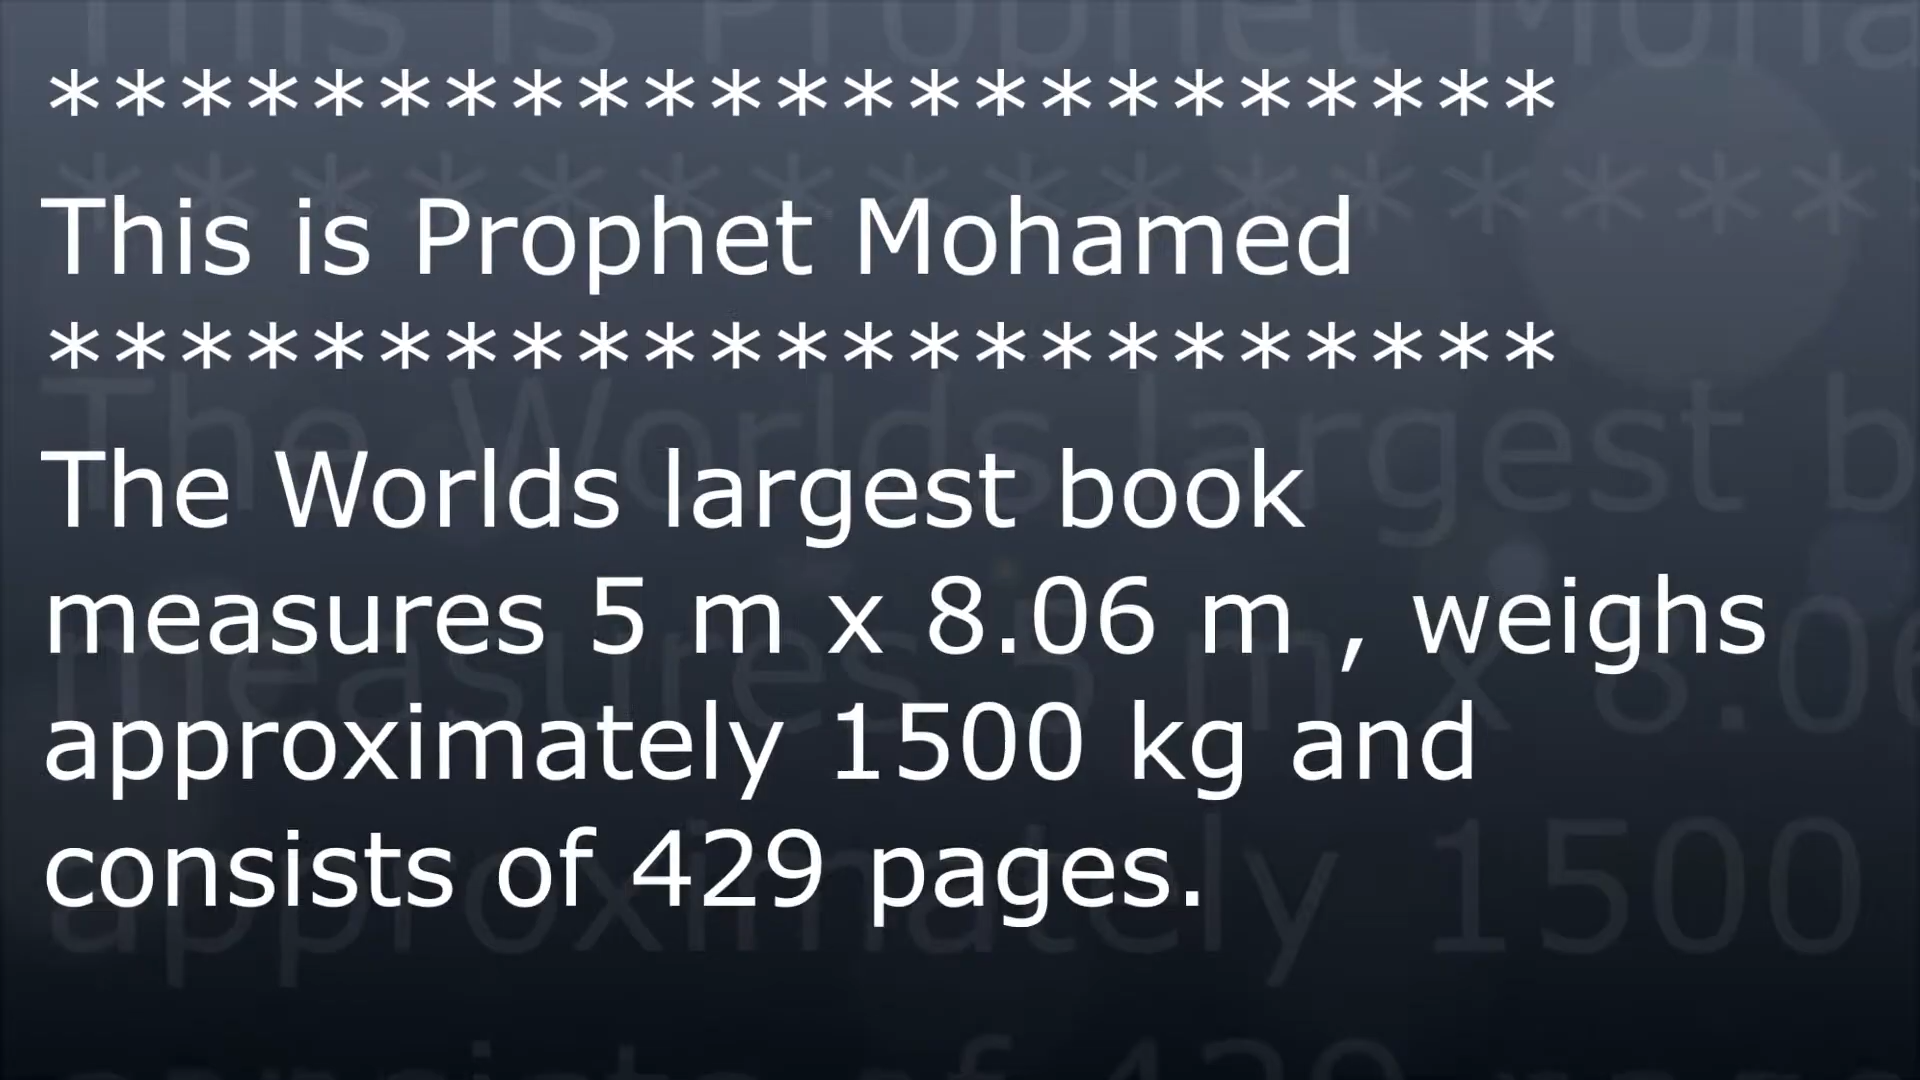 ***********************
This is Prophet Mohamed
***********************
The Worlds largest book
measures 5 m x 8.06 m , weighs
approximately 1500 kg and
consists of 429 pages.